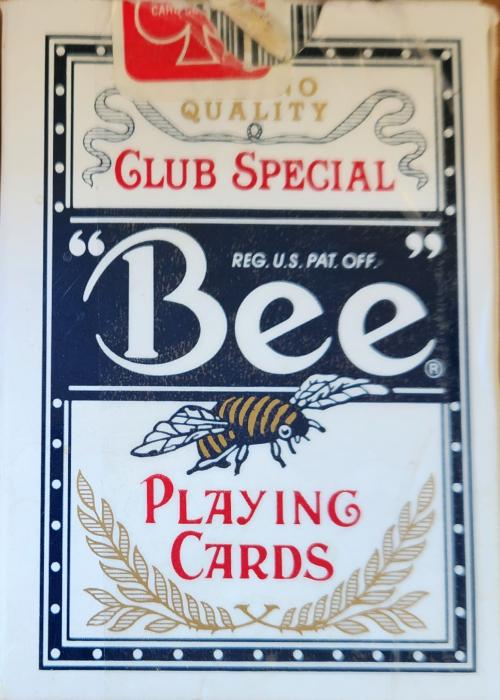 QUALITY
CLUB SPECIAL
REG. U.S. PAT. OFF.
"Bee"®
PLAYING
CARDS